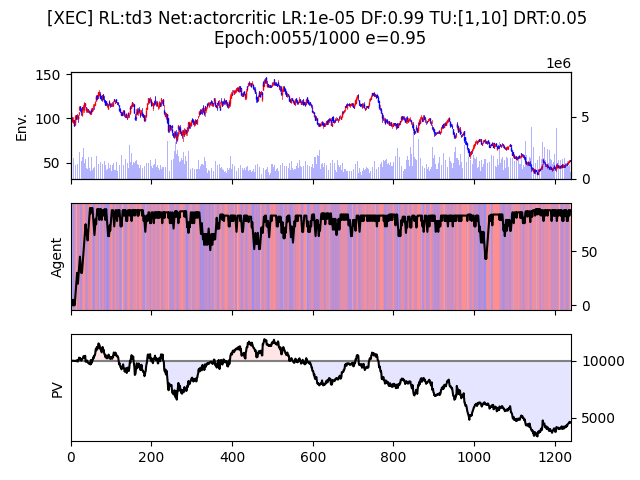 [XEC] RL:td3 Net:actorcritic LR:1e-05 DF:0.99 TU:[1,10] DRT:0.05
Epoch:0055/1000 e=0.95
1e6
150
100
50
Env.
5
0
Agent
50
0
PV
10000
5000
0 200 400 600 800 1000 1200